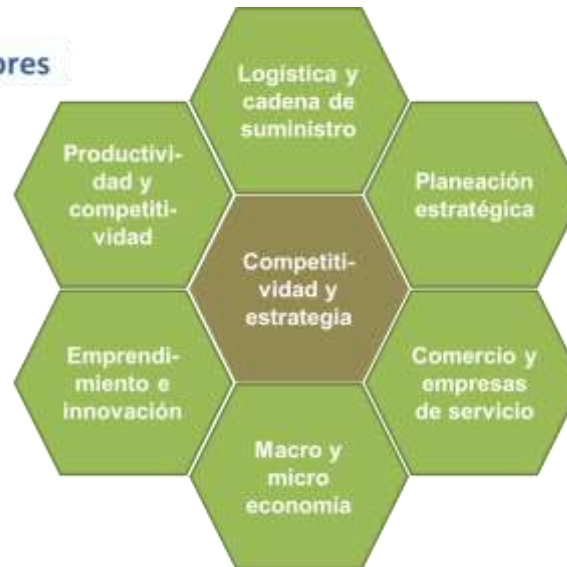 ores
Logística y
cadena de
suministro
Productivi-
dad y
competiti-
vidad
Planeación
estratégica
Competiti-
vidad y
estrategia
Emprendi-
miento e
innovación
Comercio y
empresas
de servicio
Macro y
micro
economía